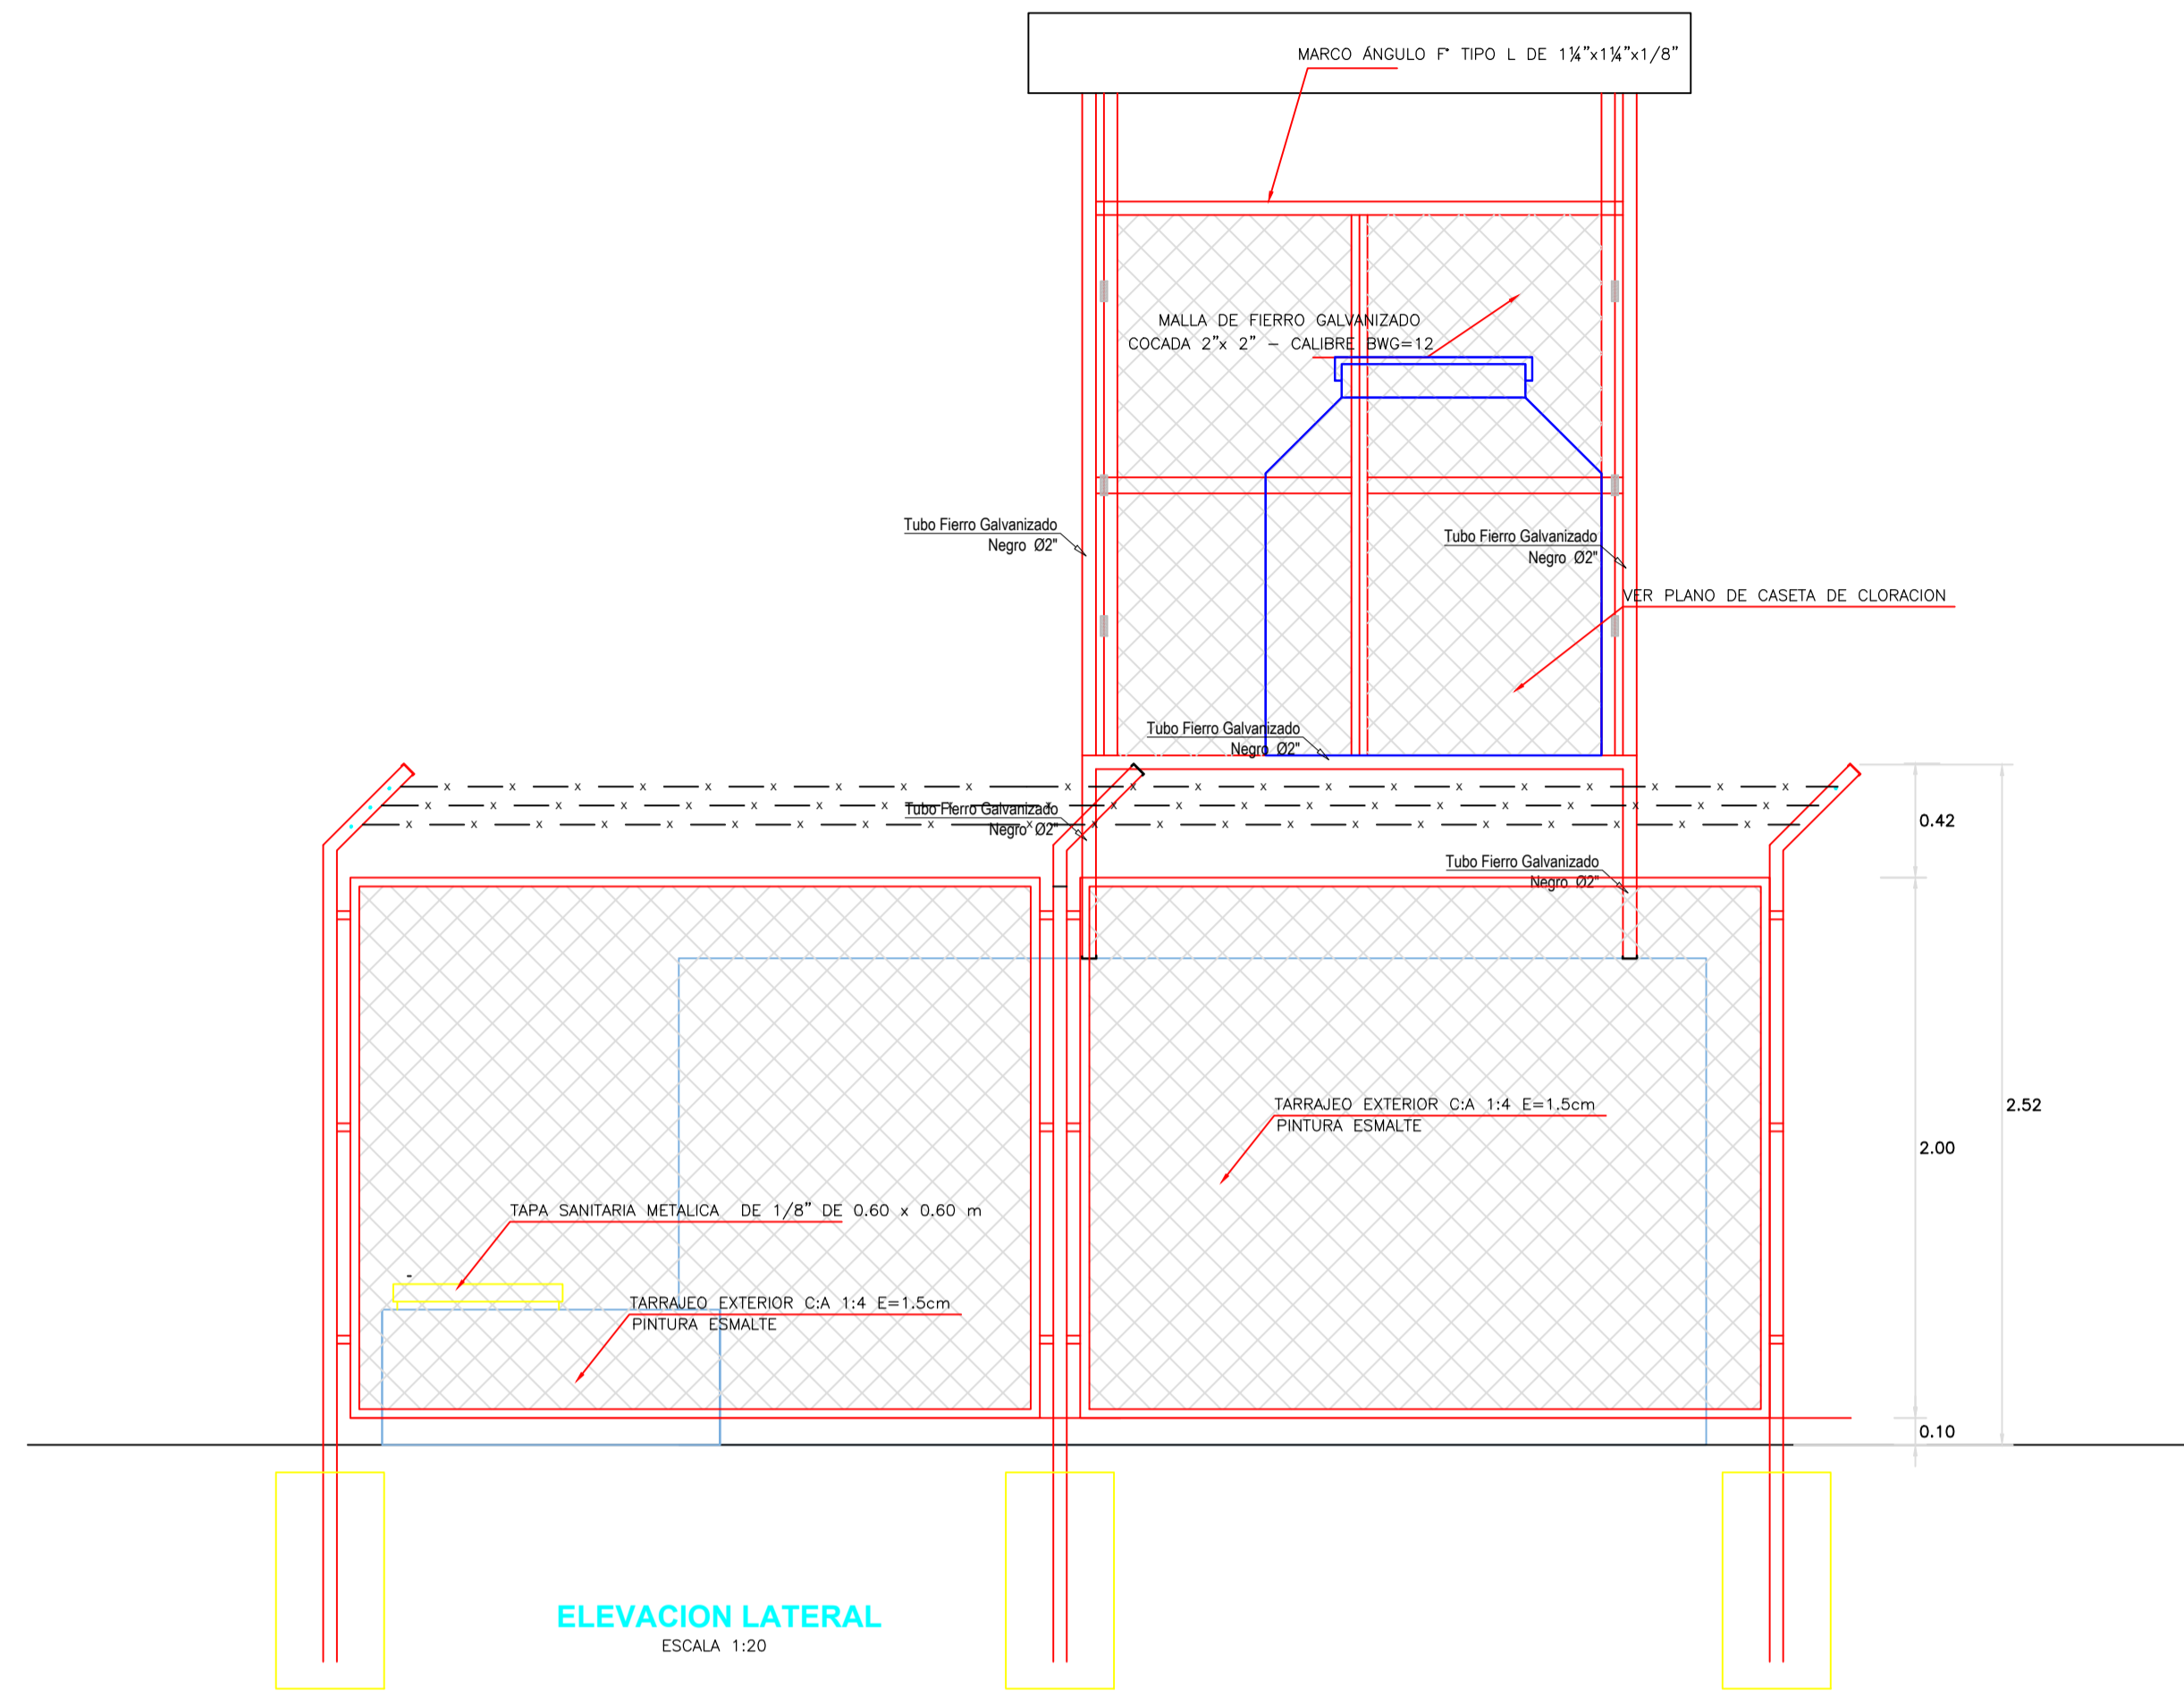 MARCO ÁNGULO F° TIPO L DE 1¼"x1¼"x1/8"
MALLA DE FIERRO GALVANIZADO
COCADA 2"x 2" – CALIBRE BWG=12
Tubo Fierro Galvanizado
Negro Ø2"
Tubo Fierro Galvanizado
Negro Ø2"
VER PLANO DE CASETA DE CLORACION
Tubo Fierro Galvanizado
Negro Ø2"
Tubo Fierro Galvanizado
Negro Ø2"
0.42
Tubo Fierro Galvanizado
Negro Ø2"
TARRAJEO EXTERIOR C:A 1:4 E=1.5cm
PINTURA ESMALTE
2.52
2.00
TAPA SANITARIA METALICA DE 1/8" DE 0.60 x 0.60 m
TARRAJEO EXTERIOR C:A 1:4 E=1.5cm
PINTURA ESMALTE
0.10
ELEVACION LATERAL
ESCALA 1:20